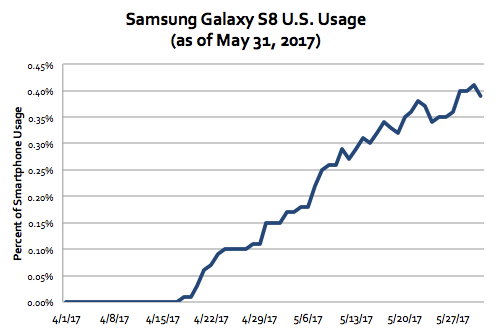 Samsung Galaxy S8 U.S. Usage
(as of May 31, 2017)
Percent of Smartphone Usage
0.45%
0.40%
0.35%
0.30%
0.25%
0.20%
0.15%
0.10%
0.05%
0.00%
4/1/17 4/8/17 4/15/17 4/22/17 4/29/17 5/6/17 5/13/17 5/20/17 5/27/17